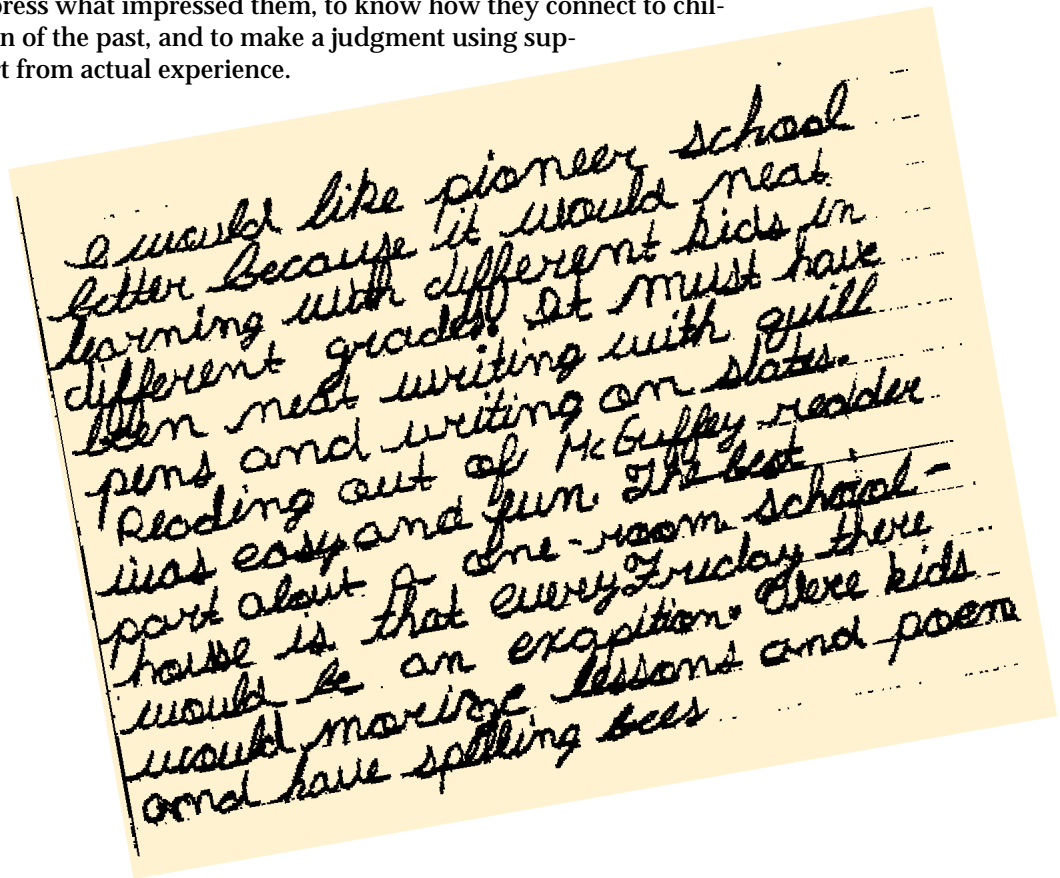 press what impressed them, to know how they connect to chil-
n of the past, and to make a judgment using sup-
t from actual experience.
I would like pioneer school
better because it would neat
learning with different kids in
different grades. It must have
been neat writing with quill
pens and writing on slates.
Reading out of McGuffey reader
was easy and fun. The best
part about A one-room school-
house is that every Friday there
would be an exapition. Here kids
would morize lessons and poem
and have spelling bees